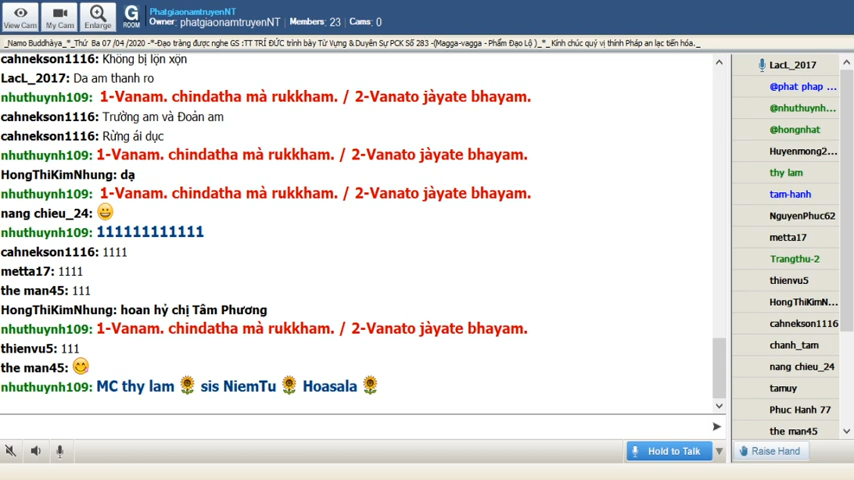 PhatgiaonamtruyenNT
Owner: phatgiaonamtruyenNT | Members: 23 | Cams: 0
View Cam
My Cam
Enlarge
G
ROOM
_Namo Buddhàya_*_Thứ Ba 07 /04 /2020 -*-Đạo tràng được nghe GS :TT TRÍ ĐỨC trình bày Từ Vựng & Duyên Sự PCK Số 283 -(Magga-vagga - Phẩm Đạo Lộ )_*_ Kính chúc quý vị thính Pháp an lạc tiến hóa._
cahnekson1116: Không bị lộn xộn
LacL_2017: Da am thanh ro
nhuthuynh109: 1-Vanam. chindatha mà rukkham. / 2-Vanato jàyate bhayam.
cahnekson1116: Trường am và Đoản am
cahnekson1116: Rừng ái dục
nhuthuynh109: 1-Vanam. chindatha mà rukkham. / 2-Vanato jàyate bhayam.
HongThiKimNhung: dạ
nhuthuynh109: 1-Vanam. chindatha mà rukkham. / 2-Vanato jàyate bhayam.
nang chieu_24:
nhuthuynh109: 111111111111
cahnekson1116: 1111
metta17: 1111
the man45: 111
HongThiKimNhung: hoan hỷ chị Tâm Phương
nhuthuynh109: 1-Vanam. chindatha mà rukkham. / 2-Vanato jàyate bhayam.
thienvu5: 111
the man45:
nhuthuynh109: MC thy lam sis NiemTu Hoasala
Hold to Talk
LacL_2017
@phat phap ...
@nhuthuynh...
@hongnhat
Huyenmong2...
thy lam
tam-hanh
NguyenPhuc62
metta17
Trangthu-2
thienvu5
HongThiKimN...
cahnekson1116
chanh_tam
nang chieu_24
tamuy
Phuc Hanh 77
the man45
Raise Hand